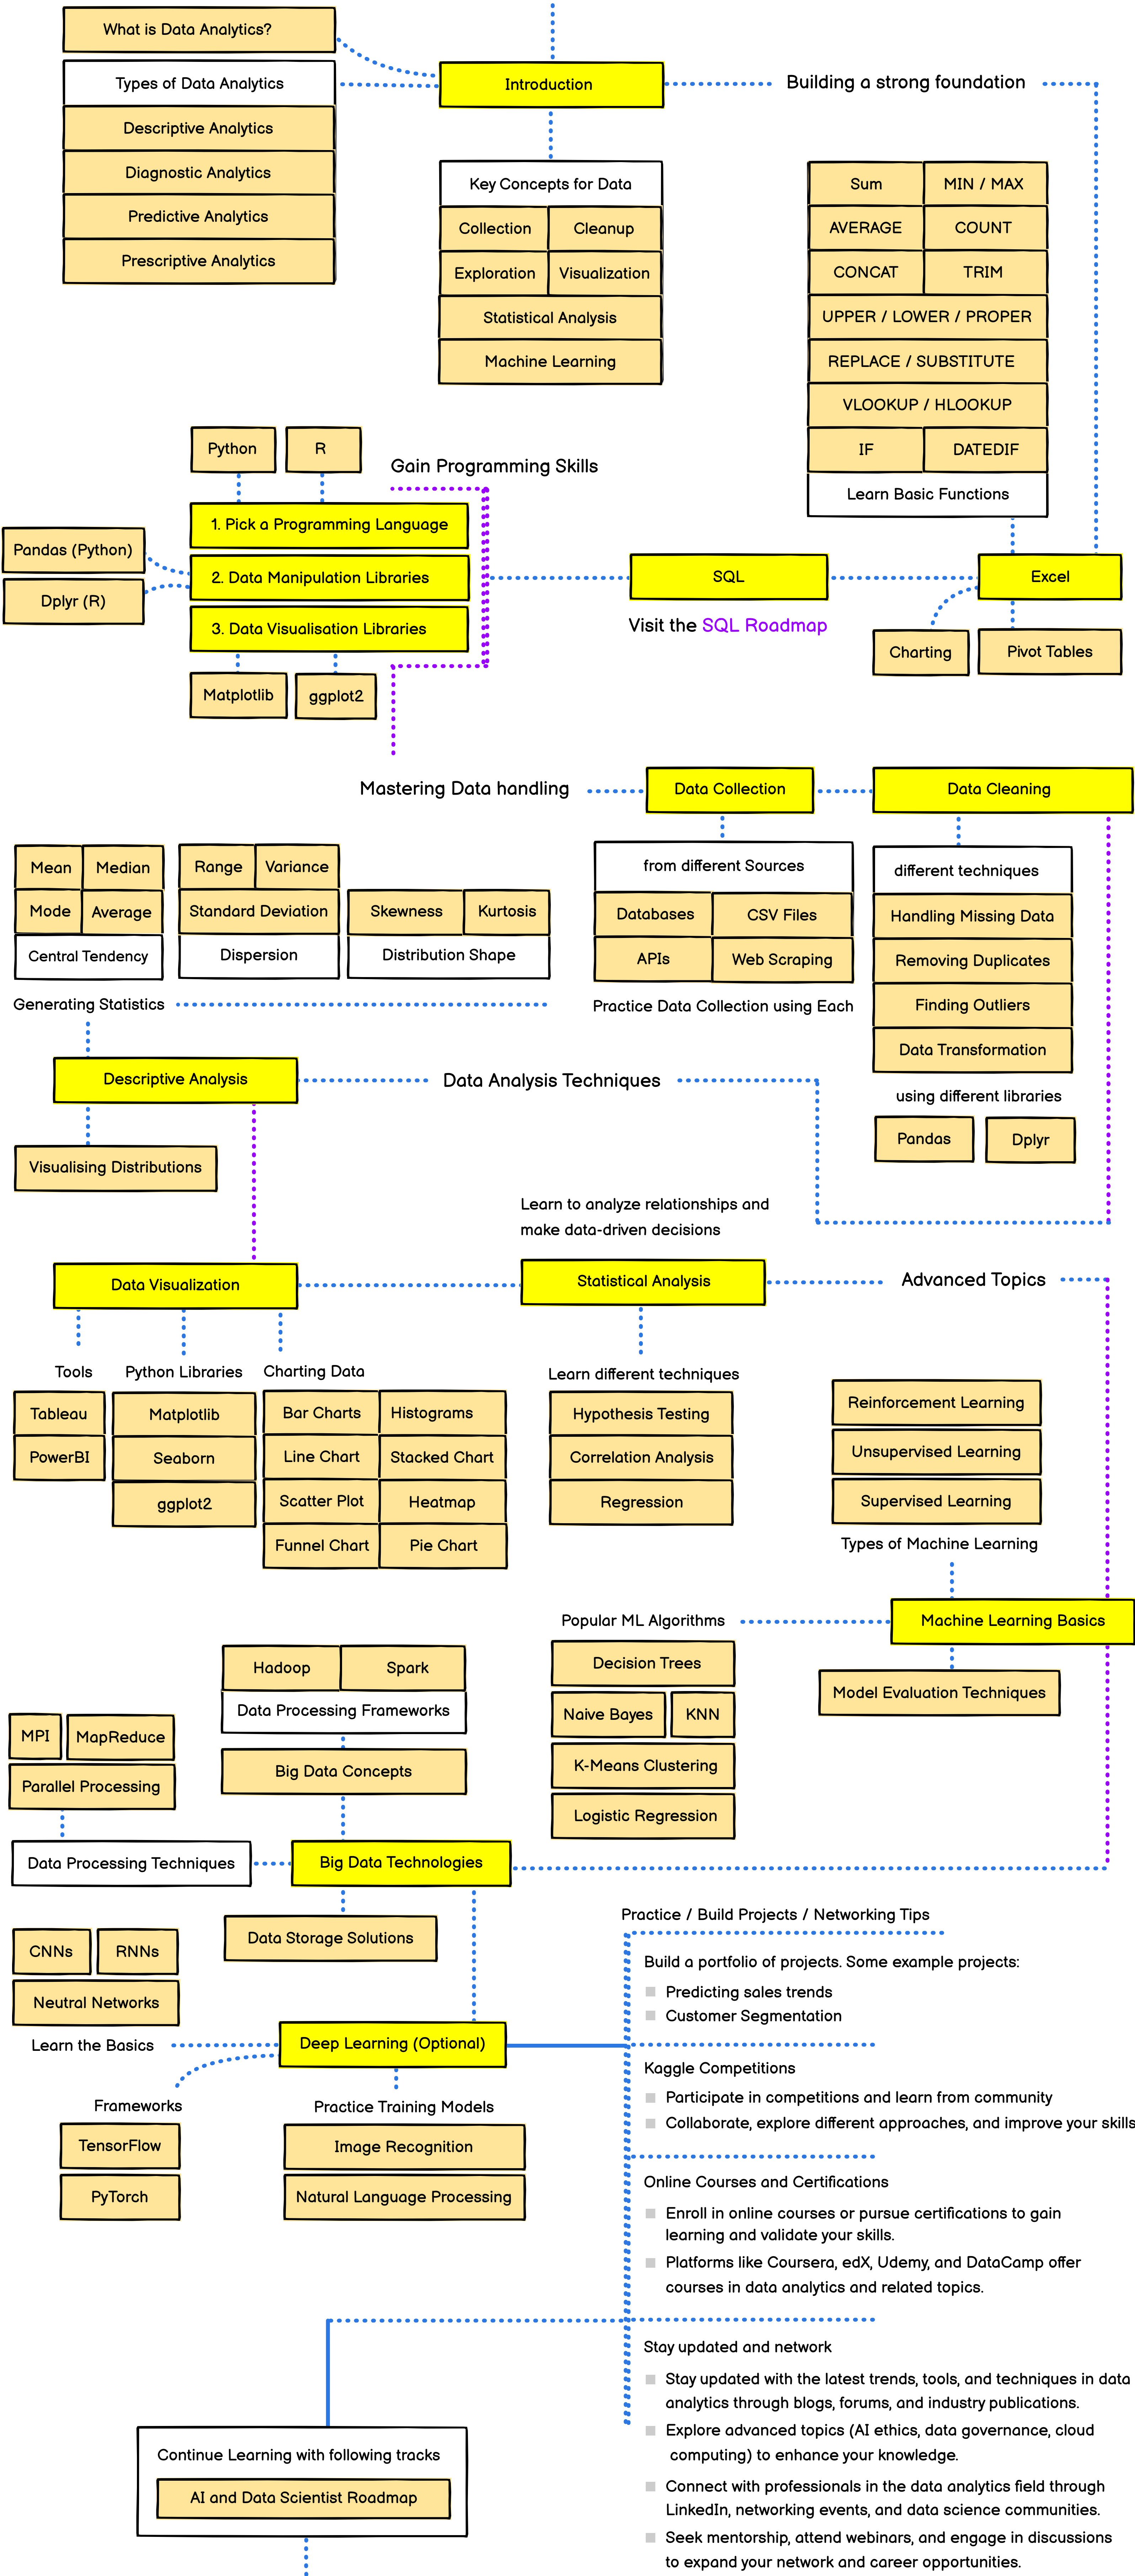 What is Data Analytics?
Types of Data Analytics
Descriptive Analytics
Diagnostic Analytics
Predictive Analytics
Prescriptive Analytics
Introduction
Building a strong foundation
Key Concepts for Data
Collection
Cleanup
Exploration
Visualization
Statistical Analysis
Machine Learning
Sum
MIN / MAX
AVERAGE
COUNT
CONCAT
TRIM
UPPER / LOWER / PROPER
REPLACE / SUBSTITUTE
VLOOKUP / HLOOKUP
IF
DATEDIF
Learn Basic Functions
Python
R
Gain Programming Skills
1. Pick a Programming Language
Pandas (Python)
2. Data Manipulation Libraries
Dplyr (R)
3. Data Visualisation Libraries
Matplotlib
ggplot2
SQL
Visit the SQL Roadmap
Excel
Charting
Pivot Tables
Mastering Data handling
Data Collection
Data Cleaning
Mean
Median
Mode
Average
Central Tendency
Range
Variance
Standard Deviation
Dispersion
Skewness
Kurtosis
Distribution Shape
from different Sources
Databases
CSV Files
APIs
Web Scraping
Practice Data Collection using Each
different techniques
Handling Missing Data
Removing Duplicates
Finding Outliers
Data Transformation
using different libraries
Pandas
Dplyr
Generating Statistics
Descriptive Analysis
Data Analysis Techniques
Visualising Distributions
Learn to analyze relationships and
make data-driven decisions
Data Visualization
Statistical Analysis
Advanced Topics
Tools
Tableau
PowerBI
Python Libraries
Matplotlib
Seaborn
ggplot2
Charting Data
Bar Charts
Histograms
Line Chart
Stacked Chart
Scatter Plot
Heatmap
Funnel Chart
Pie Chart
Learn different techniques
Hypothesis Testing
Correlation Analysis
Regression
Reinforcement Learning
Unsupervised Learning
Supervised Learning
Types of Machine Learning
Popular ML Algorithms
Machine Learning Basics
Decision Trees
Naive Bayes
KNN
K-Means Clustering
Logistic Regression
Model Evaluation Techniques
Hadoop
Spark
Data Processing Frameworks
Big Data Concepts
MPI
MapReduce
Parallel Processing
Data Processing Techniques
Big Data Technologies
Data Storage Solutions
CNNs
RNNs
Neutral Networks
Learn the Basics
Deep Learning (Optional)
Frameworks
TensorFlow
PyTorch
Practice Training Models
Image Recognition
Natural Language Processing
Practice / Build Projects / Networking Tips
Build a portfolio of projects. Some example projects:
Predicting sales trends
Customer Segmentation
Kaggle Competitions
Participate in competitions and learn from community
Collaborate, explore different approaches, and improve your skills
Online Courses and Certifications
Enroll in online courses or pursue certifications to gain
learning and validate your skills.
Platforms like Coursera, edX, Udemy, and DataCamp offer
courses in data analytics and related topics.
Stay updated and network
Stay updated with the latest trends, tools, and techniques in data
analytics through blogs, forums, and industry publications.
Explore advanced topics (AI ethics, data governance, cloud
computing) to enhance your knowledge.
Connect with professionals in the data analytics field through
LinkedIn, networking events, and data science communities.
Seek mentorship, attend webinars, and engage in discussions
to expand your network and career opportunities.
Continue Learning with following tracks
AI and Data Scientist Roadmap